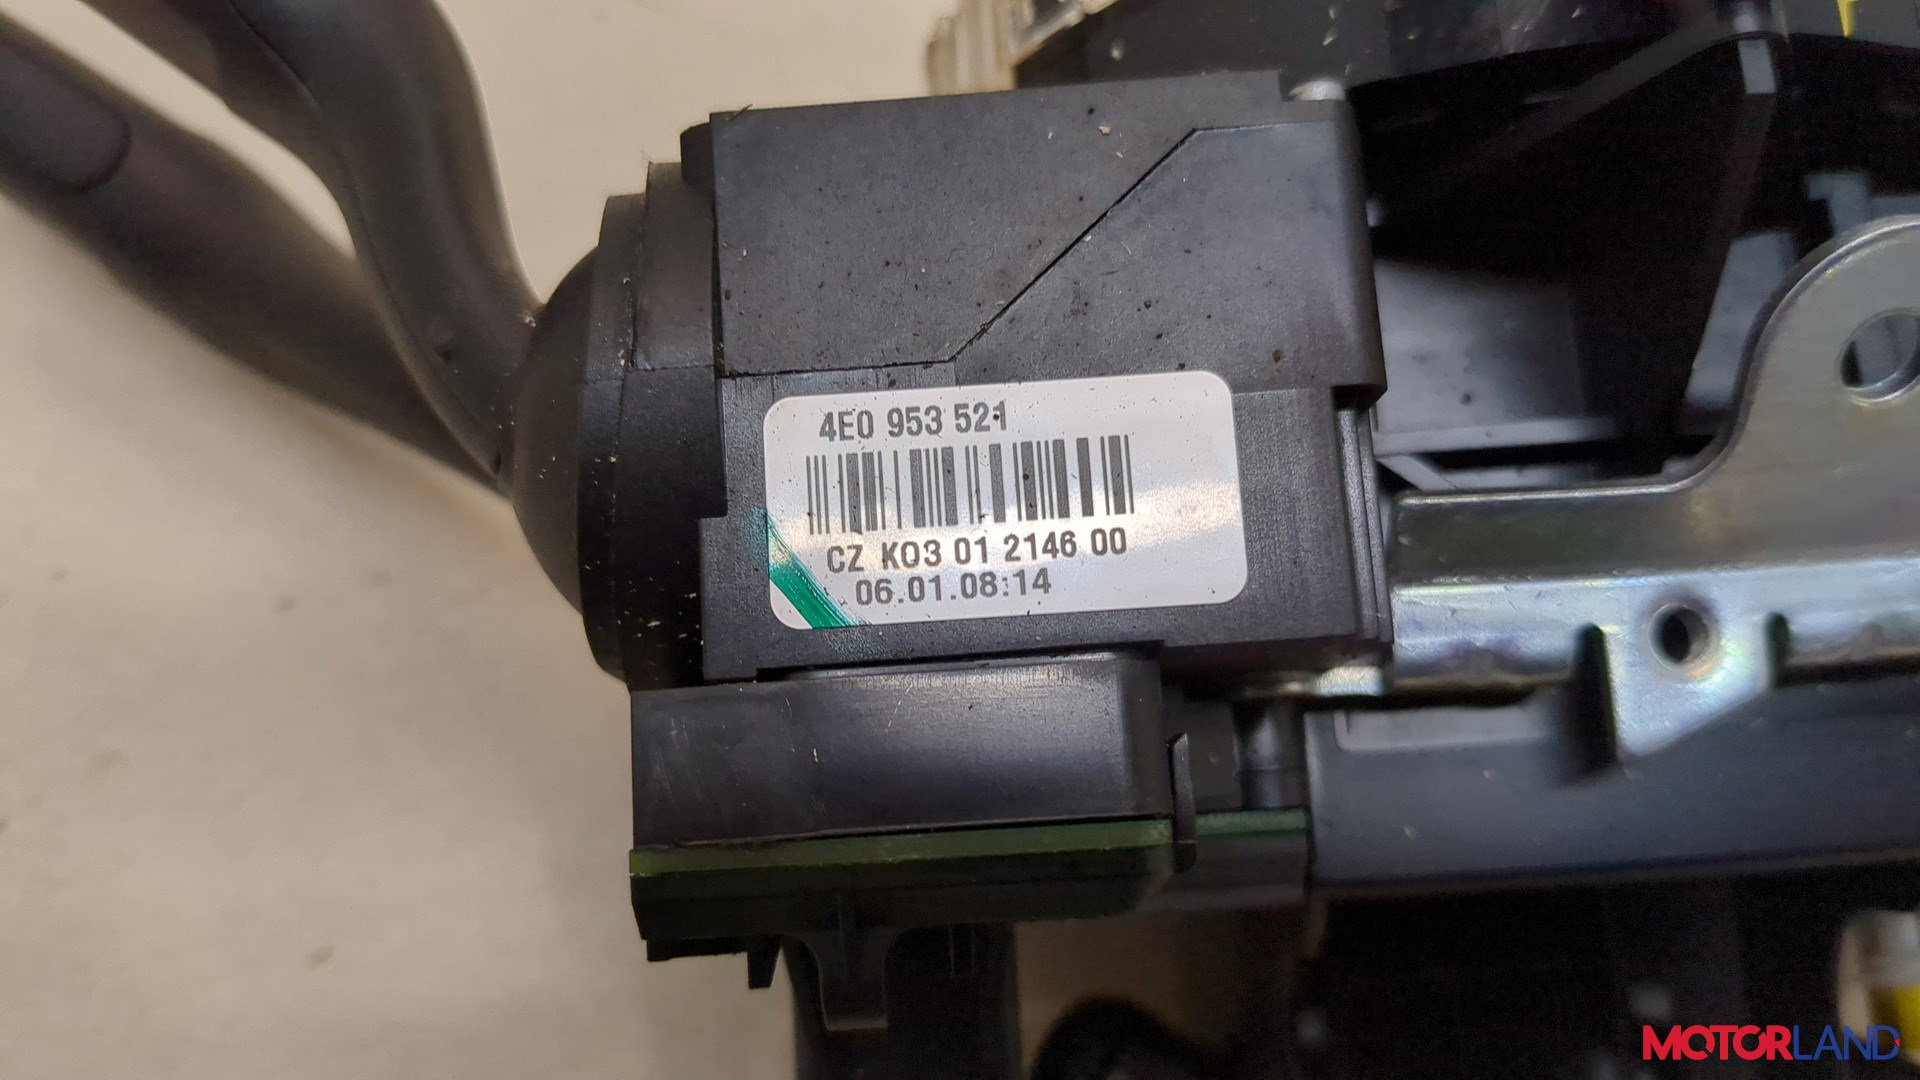 4E0 953 521
CZ K03 01 2146 00
06.01.08:14
MOTORLAND